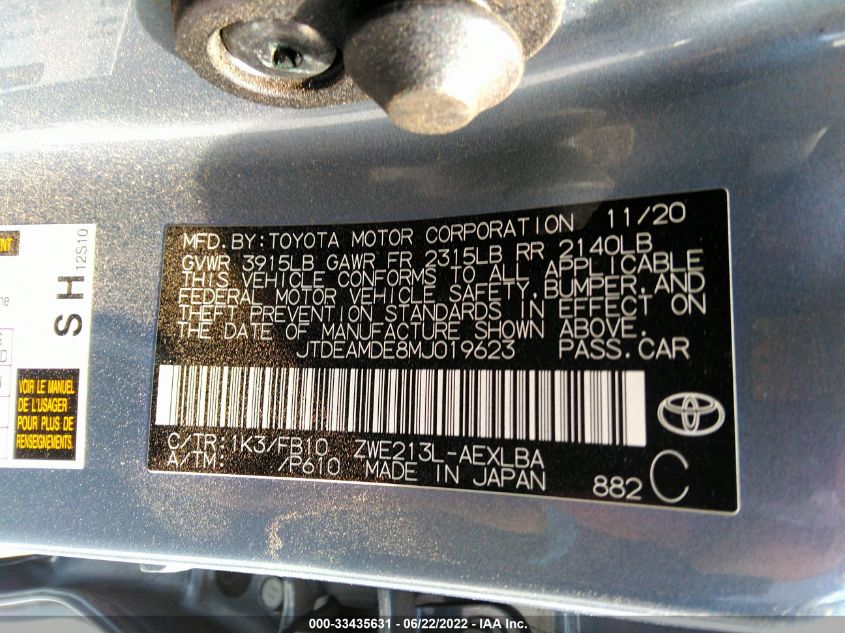 MFD. BY: TOYOTA MOTOR CORPORATION 11/20
GVWR 3915LB GAWR FR 2315LB RR 2140LB
THIS VEHICLE CONFORMS TO ALL APPLICABLE
FEDERAL MOTOR VEHICLE SAFETY, BUMPER, AND
THEFT PREVENTION STANDARDS IN EFFECT ON
THE DATE OF MANUFACTURE SHOWN ABOVE.
JTDEAMDE8MJ019623 PASS. CAR
C/TR: 1K3/FB10 ZWE213L-AEXLBA
A/TM: /P610 MADE IN JAPAN
882 C
SH
12S10
VOIR LE MANUEL
DE L'USAGER
POUR PLUS DE
RENSEIGNEMENTS.
000-33435631 - 06/22/2022 - IAA Inc.